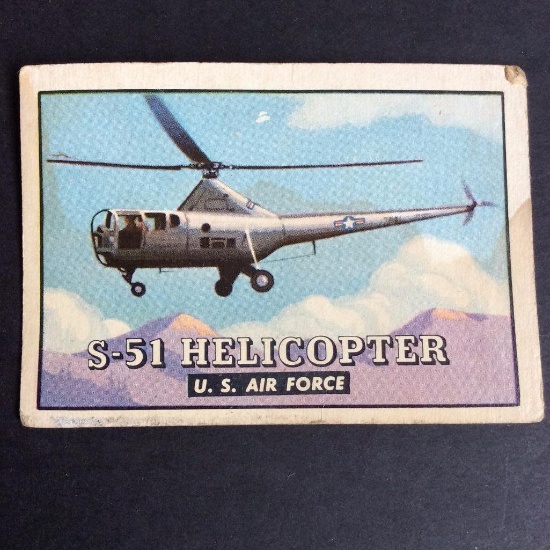 S-51 HELICOPTER
U. S. AIR FORCE